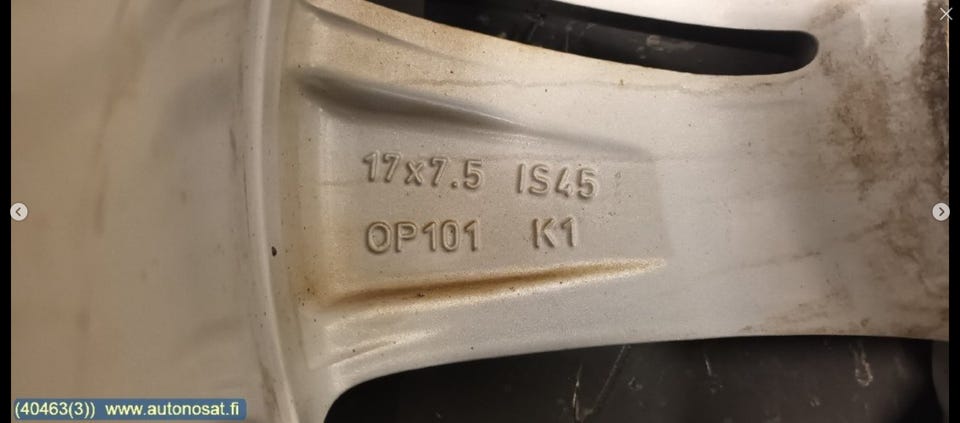 17x7.5 IS45
OP101 K1
(40463(3)) www.autonosat.fi